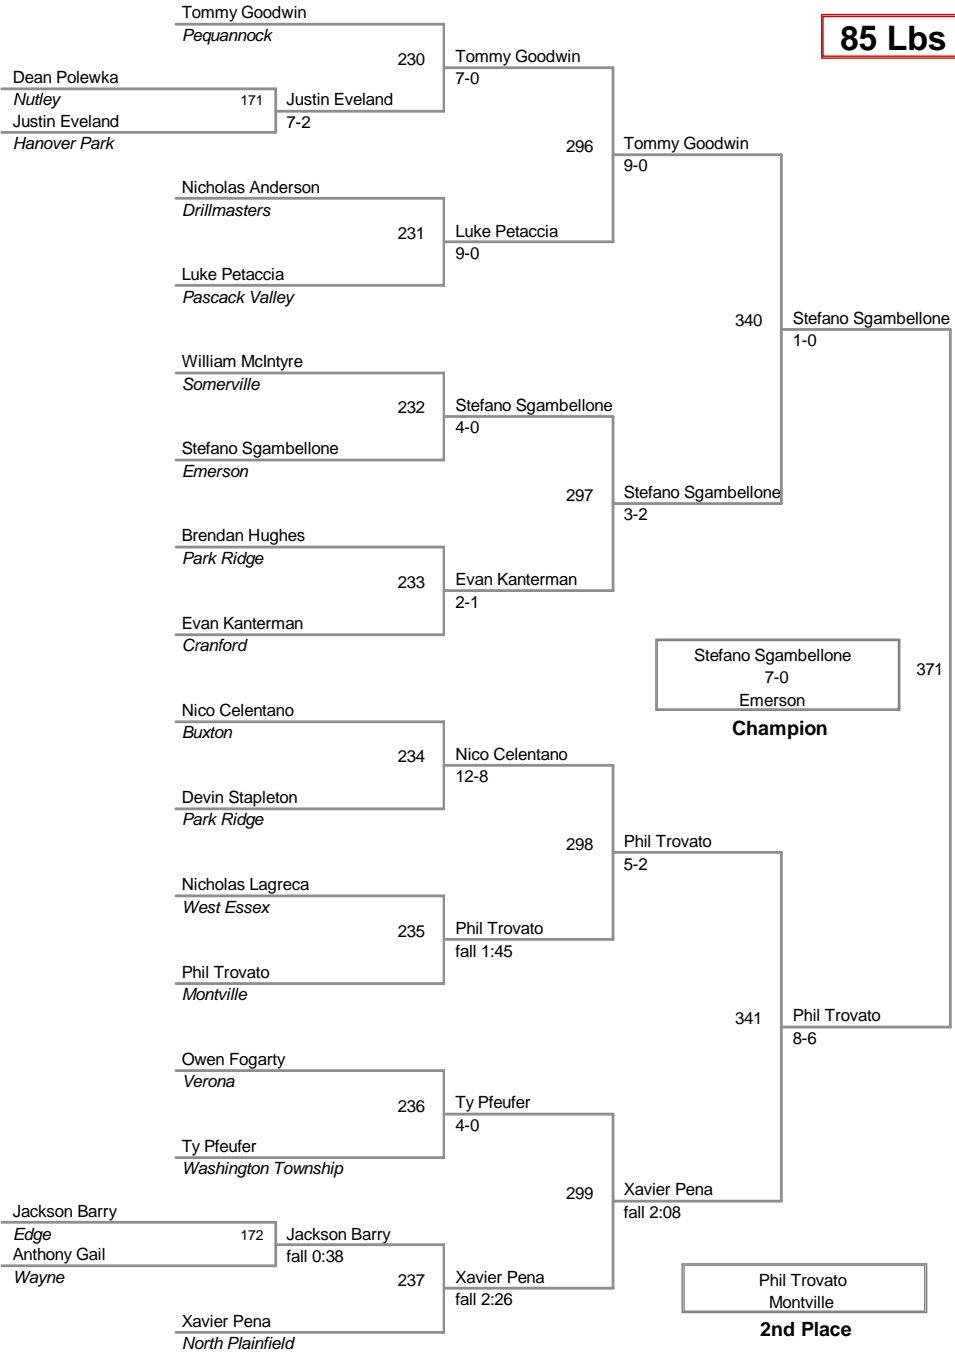 Tommy Goodwin
Pequannock
85 Lbs
230
Tommy Goodwin
7-0
Dean Polewka
Nutley
171
Justin Eveland
7-2
Justin Eveland
Hanover Park
296
Tommy Goodwin
9-0
Nicholas Anderson
Drillmasters
231
Luke Petaccia
9-0
Luke Petaccia
Pascack Valley
340
Stefano Sgambellone
1-0
William McIntyre
Somerville
232
Stefano Sgambellone
4-0
Stefano Sgambellone
Emerson
297
Stefano Sgambellone
3-2
Brendan Hughes
Park Ridge
233
Evan Kanterman
2-1
Evan Kanterman
Cranford
Stefano Sgambellone
7-0
Emerson
371
Champion
Nico Celentano
Buxton
234
Nico Celentano
12-8
Devin Stapleton
Park Ridge
298
Phil Trovato
5-2
Nicholas Lagreca
West Essex
235
Phil Trovato
fall 1:45
Phil Trovato
Montville
341
Phil Trovato
8-6
Owen Fogarty
Verona
236
Ty Pfeufer
4-0
Ty Pfeufer
Washington Township
299
Xavier Pena
fall 2:08
Jackson Barry
Edge
172
Jackson Barry
fall 0:38
Anthony Gail
Wayne
237
Xavier Pena
fall 2:26
Xavier Pena
North Plainfield
Phil Trovato
Montville
2nd Place